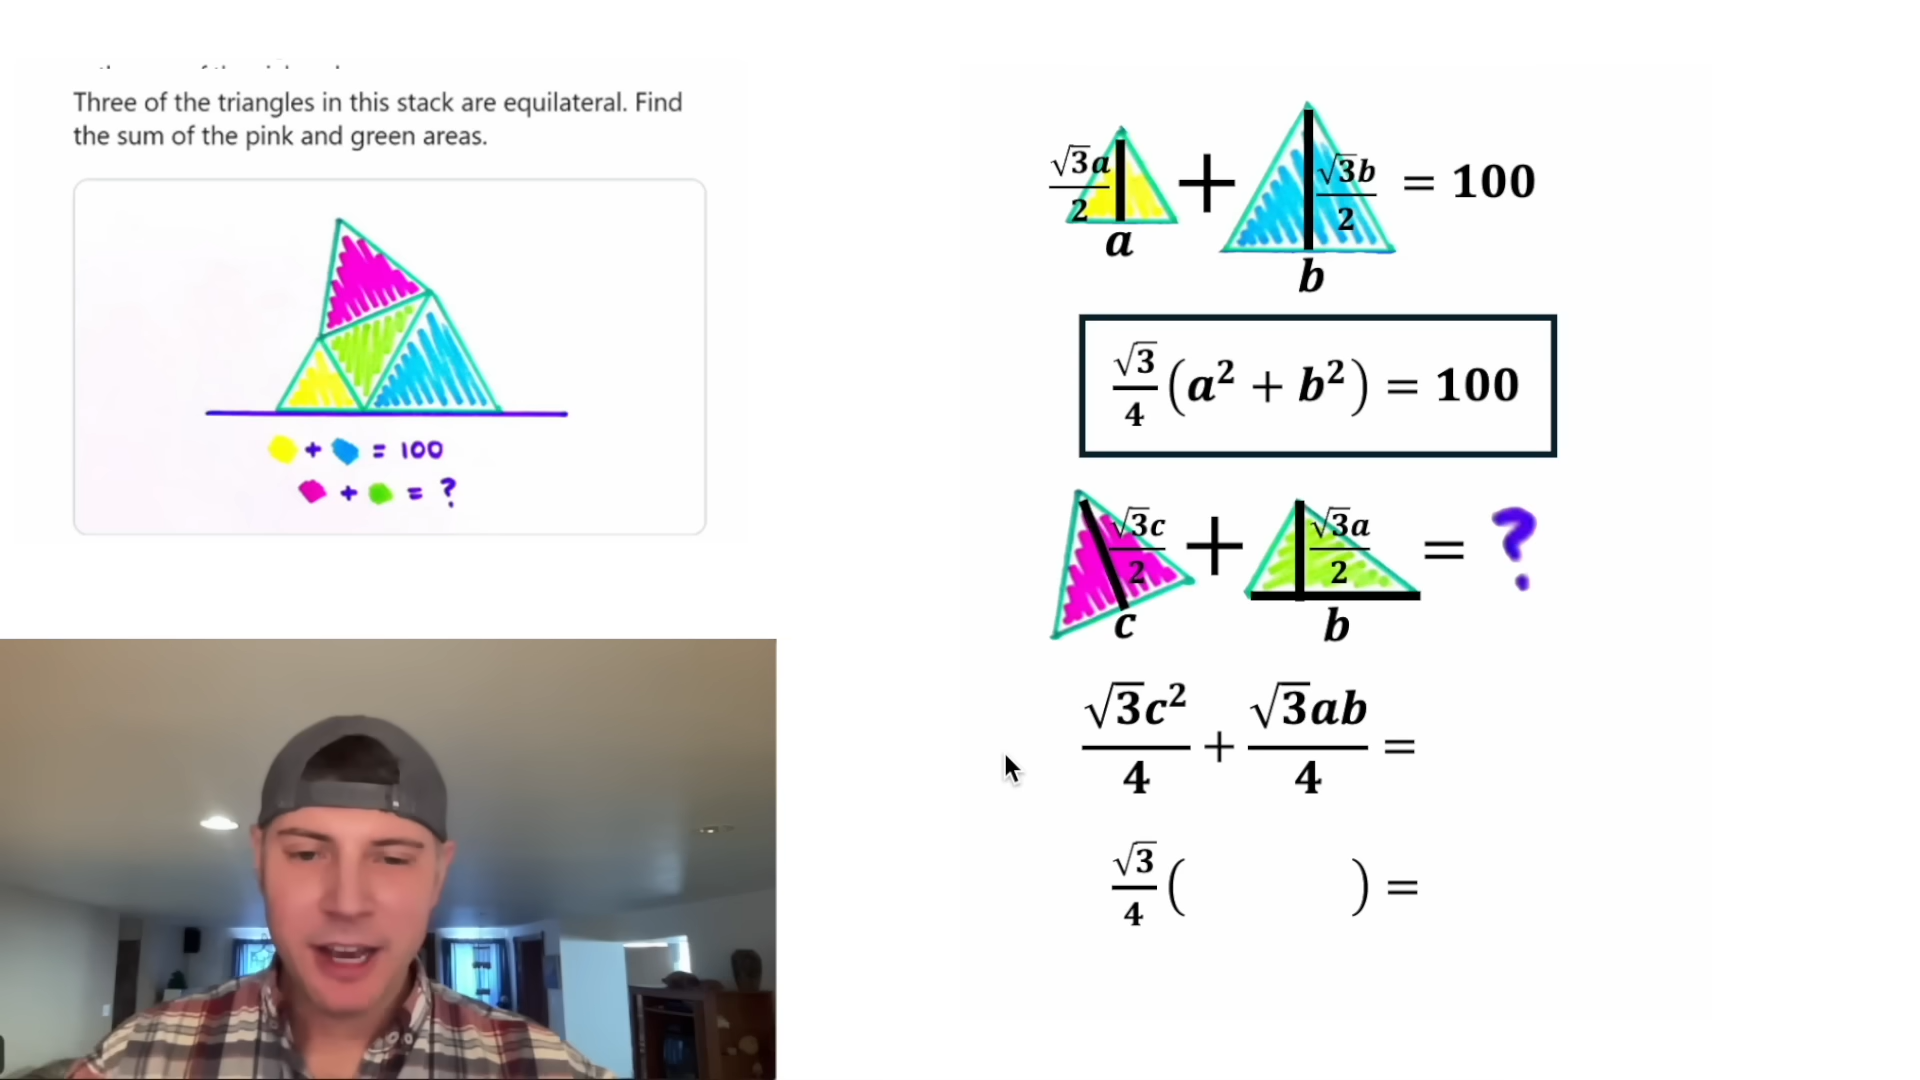 Three of the triangles in this stack are equilateral. Find
the sum of the pink and green areas.
+ = 100
+ = ?
√3a/2 a + √3b/2 b = 100
√3/4 (a² + b²) = 100
√3c/2 c + √3a/2 b = ?
√3c²/4 + √3ab/4 =
√3/4 ( ) =